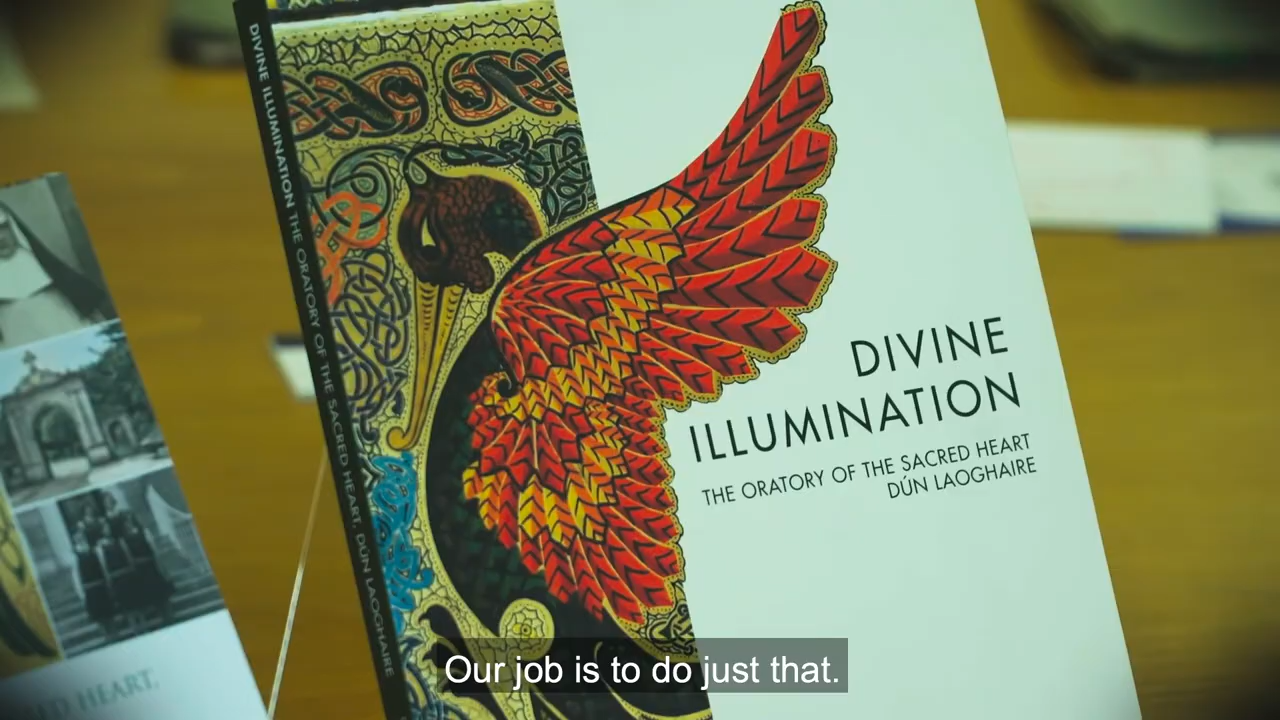 DIVINE ILLUMINATION THE ORATORY OF THE SACRED HEART, DÚN LAOGHAIRE
DIVINE
ILLUMINATION
THE ORATORY OF THE SACRED HEART
DÚN LAOGHAIRE
HEART,
Our job is to do just that.